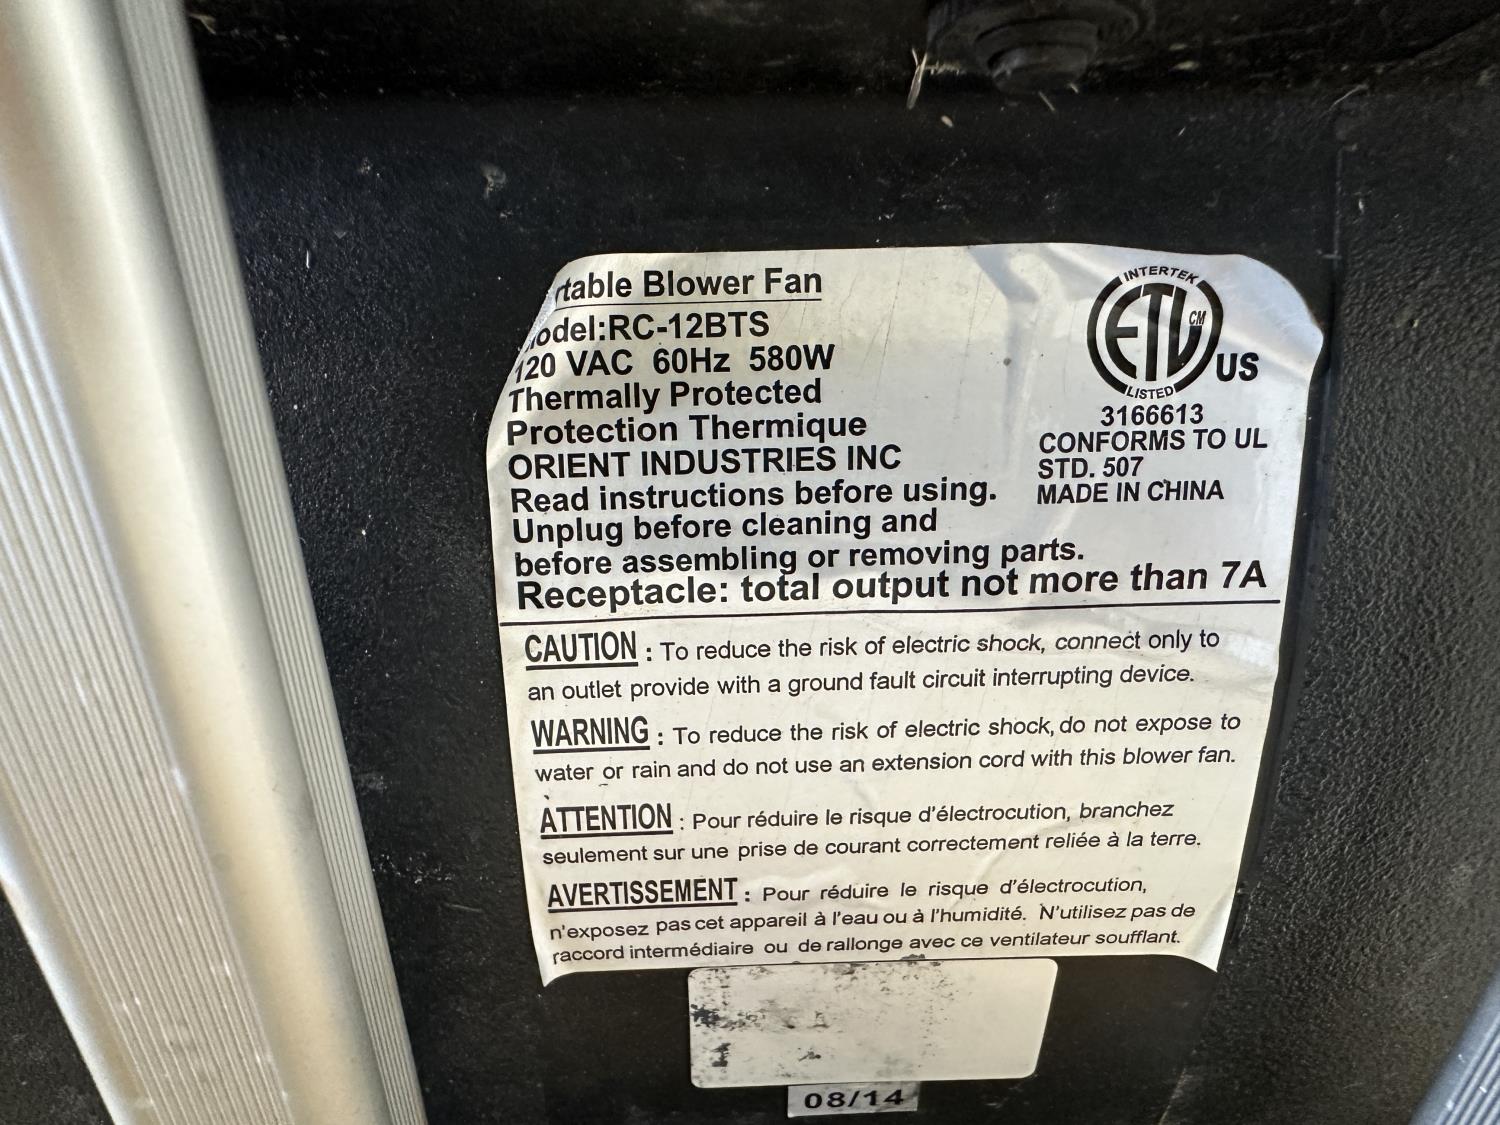 rtable Blower Fan
odel:RC-12BTS
120 VAC 60Hz 580W
Thermally Protected
Protection Thermique
ORIENT INDUSTRIES INC
Read instructions before using.
Unplug before cleaning and
before assembling or removing parts.
Receptacle: total output not more than 7A
INTERTEK
ETL CM
LISTED
US
3166613
CONFORMS TO UL
STD. 507
MADE IN CHINA
CAUTION : To reduce the risk of electric shock, connect only to
an outlet provide with a ground fault circuit interrupting device.
WARNING : To reduce the risk of electric shock, do not expose to
water or rain and do not use an extension cord with this blower fan.
ATTENTION : Pour réduire le risque d'électrocution, branchez
seulement sur une prise de courant correctement reliée à la terre.
AVERTISSEMENT : Pour réduire le risque d'électrocution,
n'exposez pas cet appareil à l'eau ou à l'humidité. N'utilisez pas de
raccord intermédiaire ou de rallonge avec ce ventilateur soufflant.
08/14